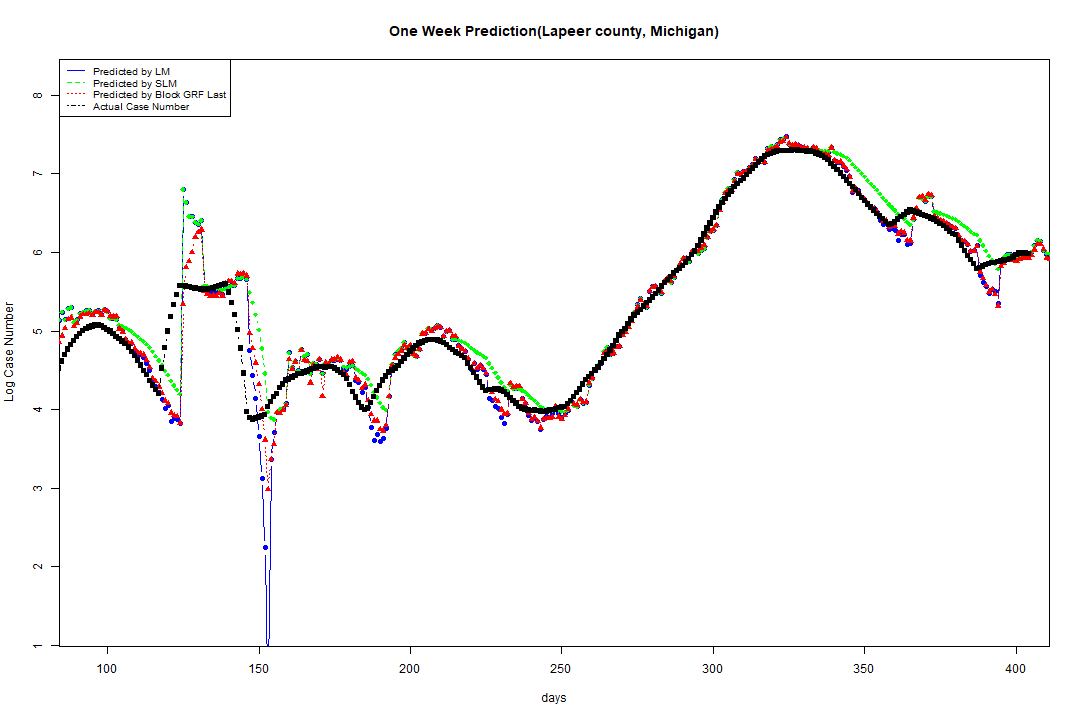 One Week Prediction(Lapeer county, Michigan)
Predicted by LM
Predicted by SLM
Predicted by Block GRF Last
Actual Case Number
Log Case Number
8
7
6
5
4
3
2
1
100 150 200 250 300 350 400
days